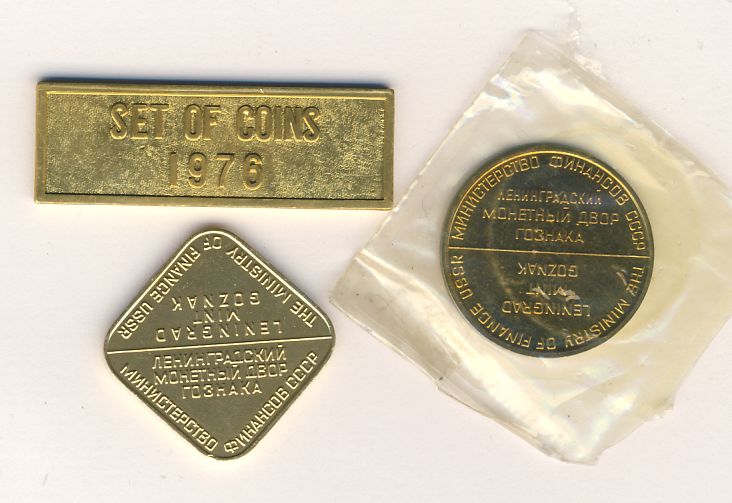 SET OF COINS
1976
МИНИСТЕРСТВО ФИНАНСОВ СССР
ЛЕНИНГРАДСКИЙ
МОНЕТНЫЙ ДВОР
ГОЗНАКА
THE MINISTRY OF FINANCE USSR
LENINGRAD
MINT
GOZNAK
THE MINISTRY OF FINANCE USSR
LENINGRAD
MINT
GOZNAK
ЛЕНИНГРАДСКИЙ
МОНЕТНЫЙ ДВОР
ГОЗНАКА
МИНИСТЕРСТВО ФИНАНСОВ СССР